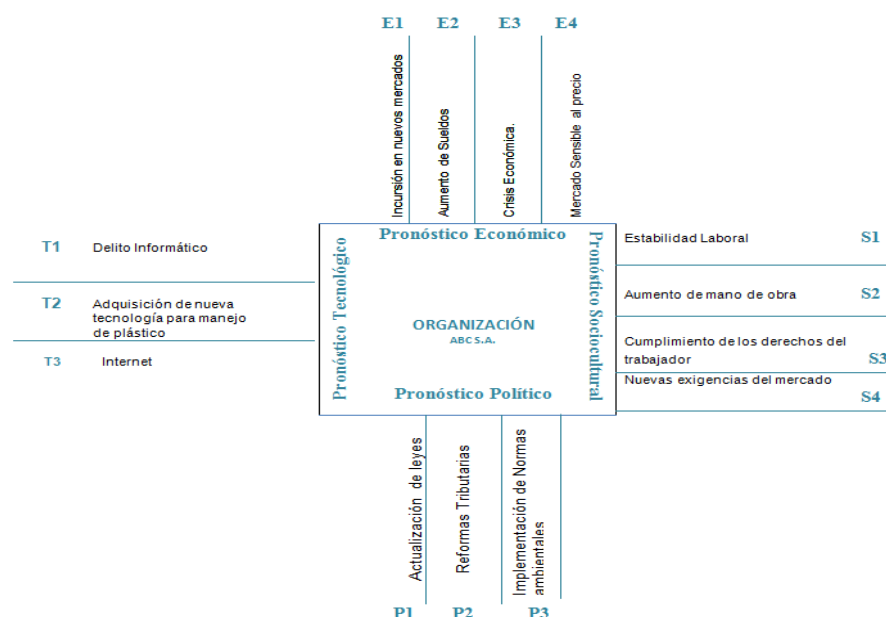 E1 E2 E3 E4
Incursión en nuevos mercados
Aumento de Sueldos
Crisis Económica.
Mercado Sensible al precio
T1 Delito Informático
T2 Adquisición de nueva
tecnología para manejo
de plástico
T3 Internet
Pronóstico Tecnológico
Pronóstico Económico
ORGANIZACIÓN
ABC S.A.
Pronóstico Político
Pronóstico Sociocultural
Estabilidad Laboral S1
Aumento de mano de obra S2
Cumplimiento de los derechos del
trabajador S3
Nuevas exigencias del mercado
S4
Actualización de leyes
Reformas Tributarias
Implementación de Normas
ambientales
P1 P2 P3